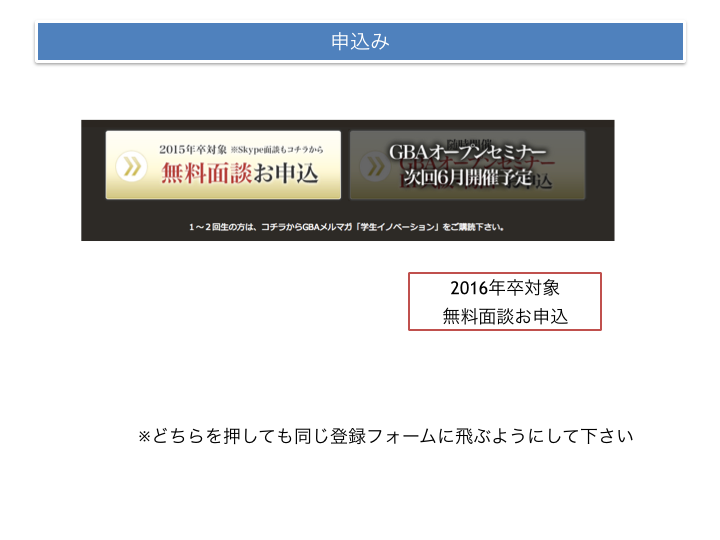 申込み
2015年卒対象 ※Skype面談もコチラから
無料面談お申込
GBAオープンセミナー
次回6月開催予定
1～2回生の方は、コチラからGBAメルマガ「学生イノベーション」をご購読下さい。
2016年卒対象
無料面談お申込
※どちらを押しても同じ登録フォームに飛ぶようにして下さい